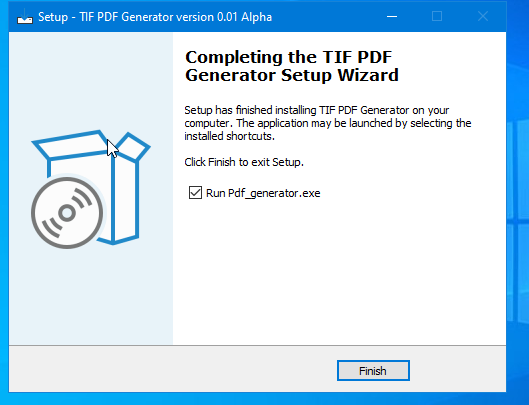 Setup - TIF PDF Generator version 0.01 Alpha
Completing the TIF PDF
Generator Setup Wizard
Setup has finished installing TIF PDF Generator on your
computer. The application may be launched by selecting the
installed shortcuts.
Click Finish to exit Setup.
Run Pdf_generator.exe
Finish